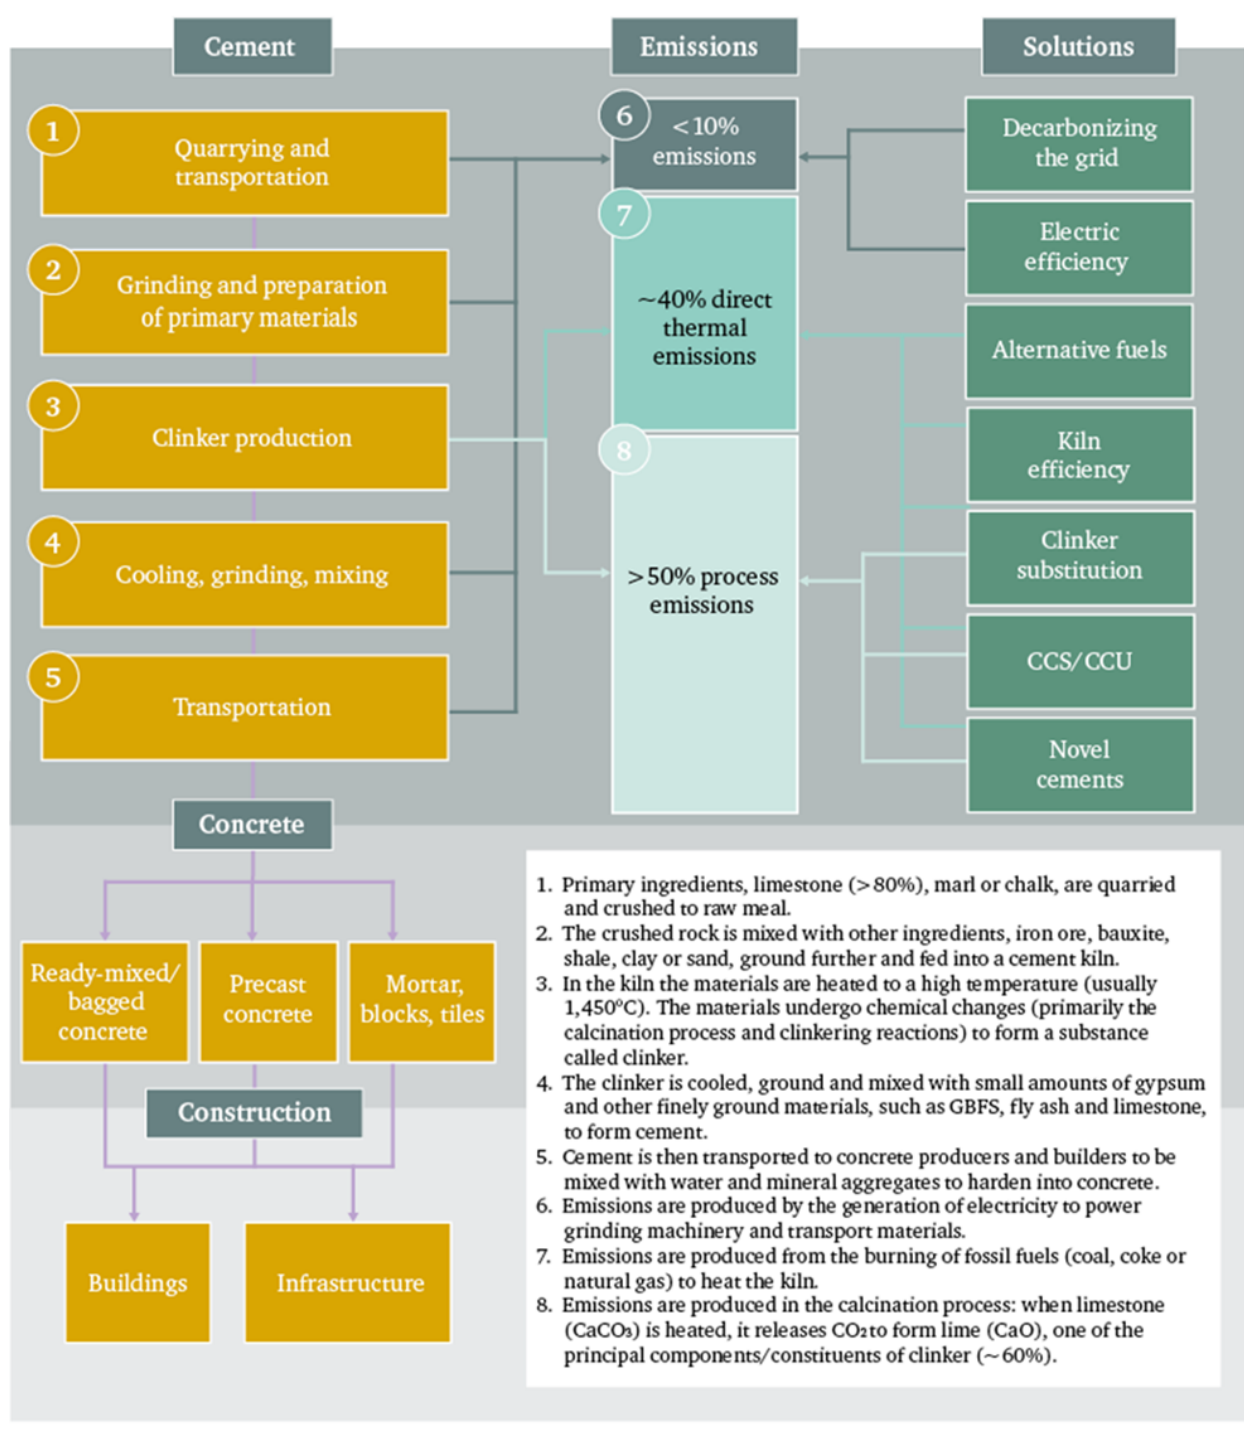 Cement
Emissions
Solutions
1
Quarrying and
transportation
2
Grinding and preparation
of primary materials
3
Clinker production
4
Cooling, grinding, mixing
5
Transportation
6
<10%
emissions
7
~40% direct
thermal
emissions
8
>50% process
emissions
Decarbonizing
the grid
Electric
efficiency
Alternative fuels
Kiln
efficiency
Clinker
substitution
CCS/CCU
Novel
cements
Concrete
Ready-mixed/
bagged
concrete
Precast
concrete
Mortar,
blocks, tiles
Construction
Buildings
Infrastructure
1. Primary ingredients, limestone (>80%), marl or chalk, are quarried
and crushed to raw meal.
2. The crushed rock is mixed with other ingredients, iron ore, bauxite,
shale, clay or sand, ground further and fed into a cement kiln.
3. In the kiln the materials are heated to a high temperature (usually
1,450ºC). The materials undergo chemical changes (primarily the
calcination process and clinkering reactions) to form a substance
called clinker.
4. The clinker is cooled, ground and mixed with small amounts of gypsum
and other finely ground materials, such as GBFS, fly ash and limestone,
to form cement.
5. Cement is then transported to concrete producers and builders to be
mixed with water and mineral aggregates to harden into concrete.
6. Emissions are produced by the generation of electricity to power
grinding machinery and transport materials.
7. Emissions are produced from the burning of fossil fuels (coal, coke or
natural gas) to heat the kiln.
8. Emissions are produced in the calcination process: when limestone
(CaCO₃) is heated, it releases CO₂ to form lime (CaO), one of the
principal components/constituents of clinker (~60%).